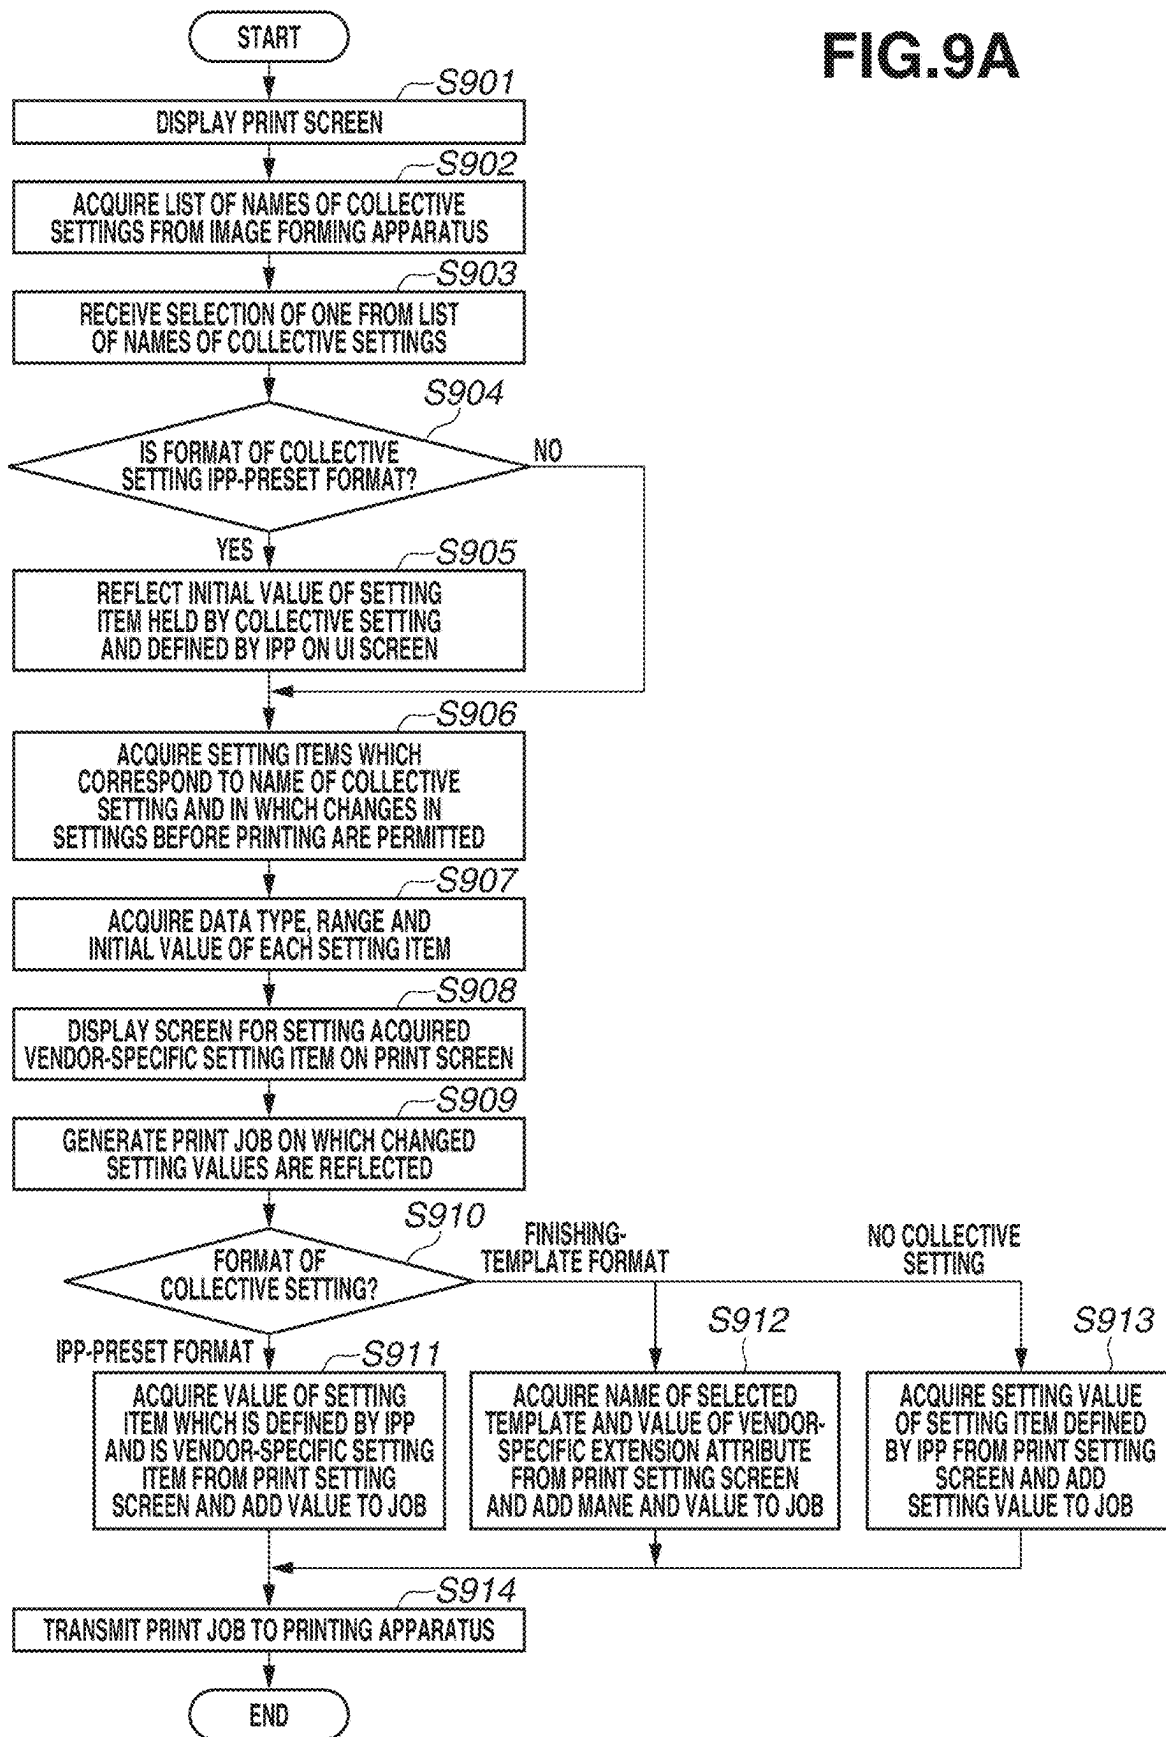 FIG.9A
START
S901
DISPLAY PRINT SCREEN
S902
ACQUIRE LIST OF NAMES OF COLLECTIVE
SETTINGS FROM IMAGE FORMING APPARATUS
S903
RECEIVE SELECTION OF ONE FROM LIST
OF NAMES OF COLLECTIVE SETTINGS
S904
IS FORMAT OF COLLECTIVE
SETTING IPP-PRESET FORMAT?
NO
YES
S905
REFLECT INITIAL VALUE OF SETTING
ITEM HELD BY COLLECTIVE SETTING
AND DEFINED BY IPP ON UI SCREEN
S906
ACQUIRE SETTING ITEMS WHICH
CORRESPOND TO NAME OF COLLECTIVE
SETTING AND IN WHICH CHANGES IN
SETTINGS BEFORE PRINTING ARE PERMITTED
S907
ACQUIRE DATA TYPE, RANGE AND
INITIAL VALUE OF EACH SETTING ITEM
S908
DISPLAY SCREEN FOR SETTING ACQUIRED
VENDOR-SPECIFIC SETTING ITEM ON PRINT SCREEN
S909
GENERATE PRINT JOB ON WHICH CHANGED
SETTING VALUES ARE REFLECTED
S910
FORMAT OF
COLLECTIVE SETTING?
FINISHING-
TEMPLATE FORMAT
NO COLLECTIVE
SETTING
IPP-PRESET FORMAT
S911
ACQUIRE VALUE OF SETTING
ITEM WHICH IS DEFINED BY IPP
AND IS VENDOR-SPECIFIC SETTING
ITEM FROM PRINT SETTING
SCREEN AND ADD VALUE TO JOB
S912
ACQUIRE NAME OF SELECTED
TEMPLATE AND VALUE OF VENDOR-
SPECIFIC EXTENSION ATTRIBUTE
FROM PRINT SETTING SCREEN
AND ADD MANE AND VALUE TO JOB
S913
ACQUIRE SETTING VALUE
OF SETTING ITEM DEFINED
BY IPP FROM PRINT SETTING
SCREEN AND ADD
SETTING VALUE TO JOB
S914
TRANSMIT PRINT JOB TO PRINTING APPARATUS
END